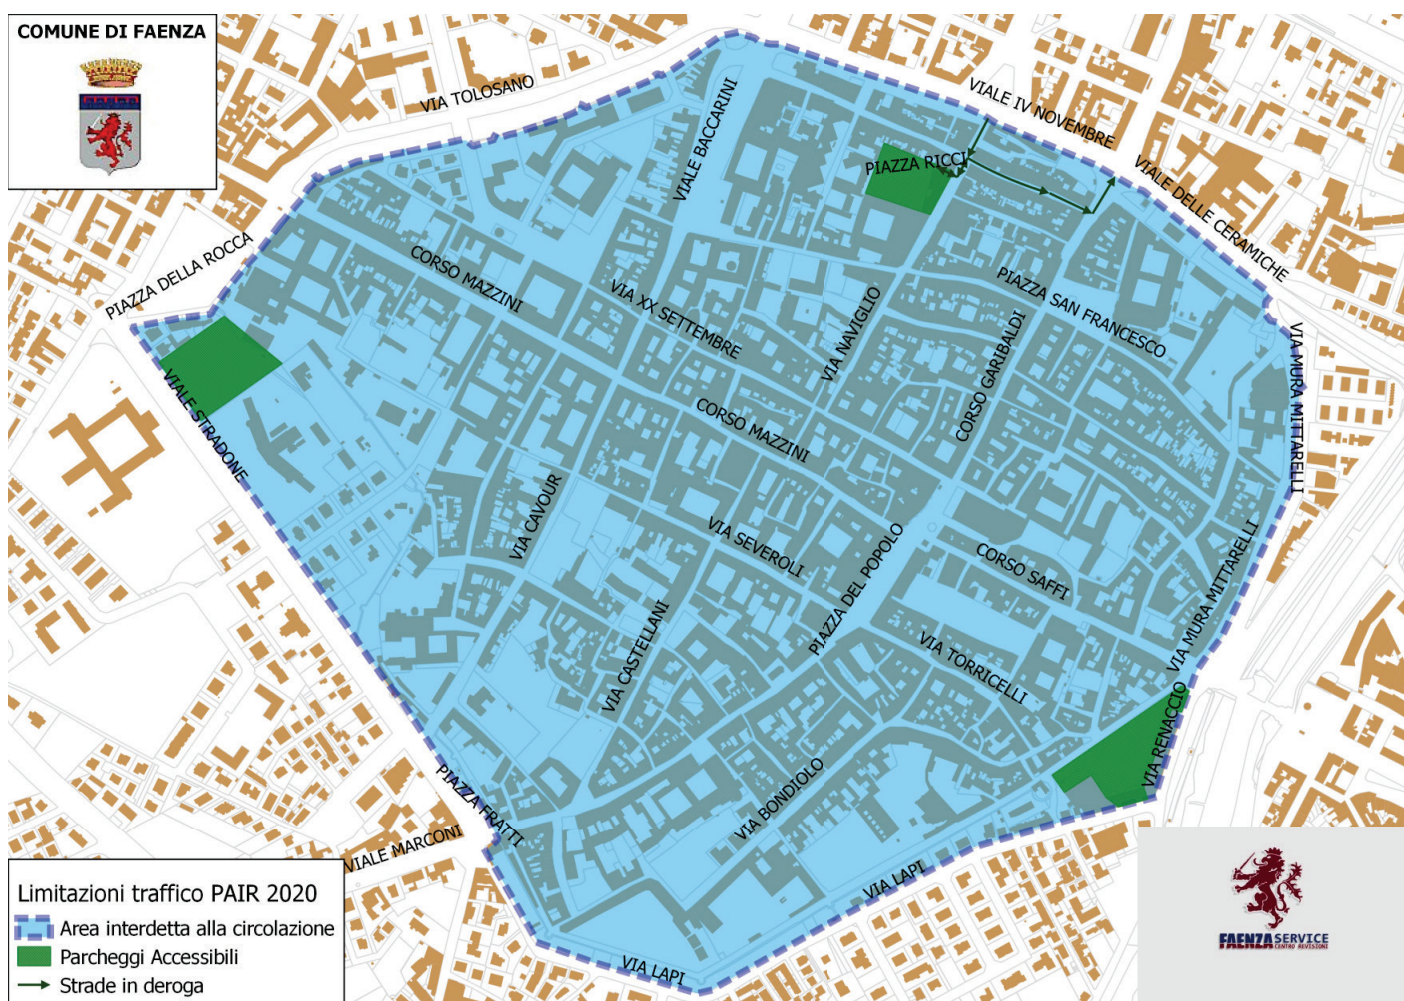 COMUNE DI FAENZA
VIA TOLOSANO
VIALE IV NOVEMBRE
VIALE BACCARINI
PIAZZA RICCI
VIALE DELLE CERAMICHE
PIAZZA DELLA ROCCA
CORSO MAZZINI
VIA XX SETTEMBRE
VIA NAVIGLIO
PIAZZA SAN FRANCESCO
CORSO GARIBALDI
VIA MURA MITTARELLI
VIALE STRADONE
CORSO MAZZINI
VIA CAVOUR
VIA SEVEROLI
PIAZZA DEL POPOLO
CORSO SAFFI
VIA MURA MITTARELLI
VIA CASTELLANI
VIA TORRICELLI
VIA RENACCIO
PIAZZA FRATTI
VIA BONDIOLO
VIALE MARCONI
VIA LAPI
VIA LAPI
Limitazioni traffico PAIR 2020
Area interdetta alla circolazione
Parcheggi Accessibili
Strade in deroga
FAENZA SERVICE
CENTRO REVISIONI